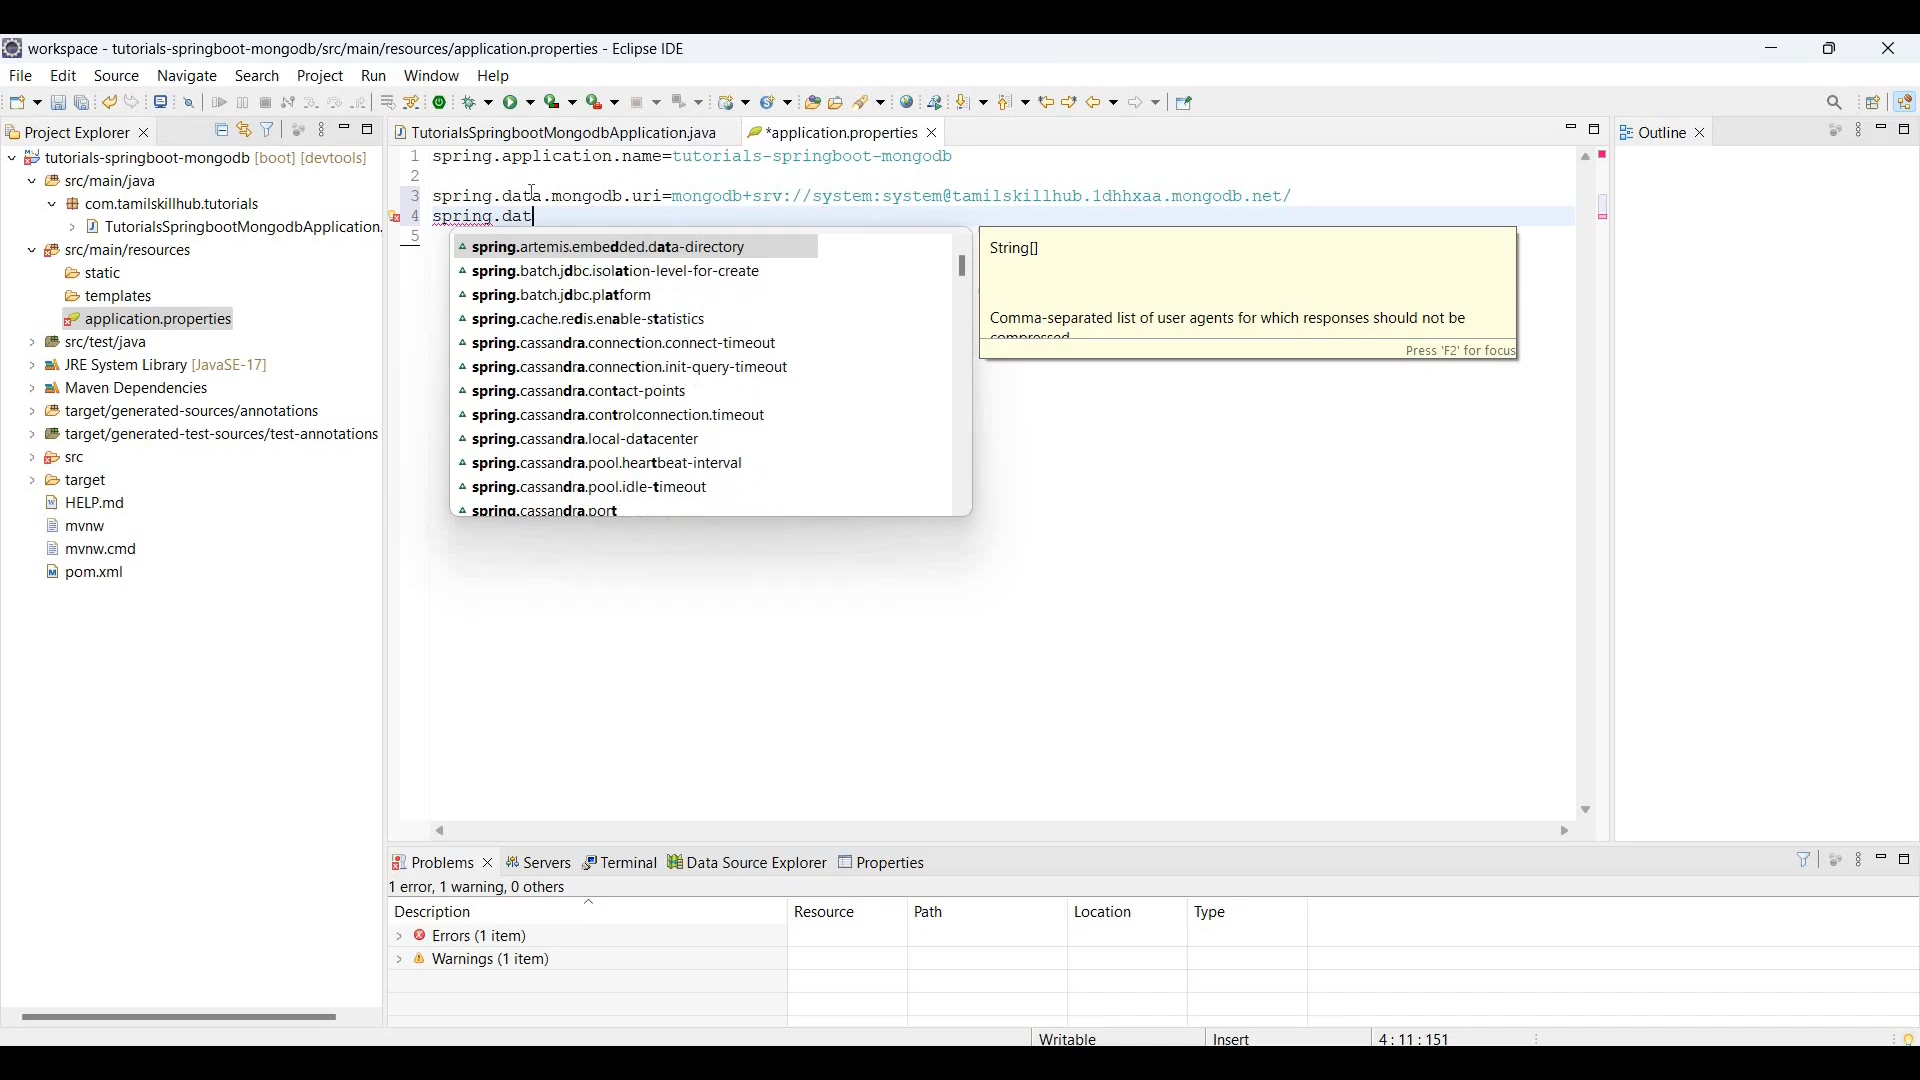 workspace - tutorials-springboot-mongodb/src/main/resources/application.properties - Eclipse IDE
File Edit Source Navigate Search Project Run Window Help
Project Explorer
tutorials-springboot-mongodb [boot] [devtools]
src/main/java
com.tamilskillhub.tutorials
TutorialsSpringbootMongodbApplication.
src/main/resources
static
templates
application.properties
src/test/java
JRE System Library [JavaSE-17]
Maven Dependencies
target/generated-sources/annotations
target/generated-test-sources/test-annotations
src
target
HELP.md
mvnw
mvnw.cmd
pom.xml
TutorialsSpringbootMongodbApplication.java
*application.properties
1 spring.application.name=tutorials-springboot-mongodb
2
3 spring.data.mongodb.uri=mongodb+srv://system:system@tamilskillhub.1dhhxaa.mongodb.net/
4 spring.dat
5
spring.artemis.embedded.data-directory
spring.batch.jdbc.isolation-level-for-create
spring.batch.jdbc.platform
spring.cache.redis.enable-statistics
spring.cassandra.connection.connect-timeout
spring.cassandra.connection.init-query-timeout
spring.cassandra.contact-points
spring.cassandra.controlconnection.timeout
spring.cassandra.local-datacenter
spring.cassandra.pool.heartbeat-interval
spring.cassandra.pool.idle-timeout
spring.cassandra.port
String[]
Comma-separated list of user agents for which responses should not be
compressed
Press 'F2' for focus
Outline
Problems Servers Terminal Data Source Explorer Properties
1 error, 1 warning, 0 others
Description Resource Path Location Type
Errors (1 item)
Warnings (1 item)
Writable Insert 4 : 11 : 151